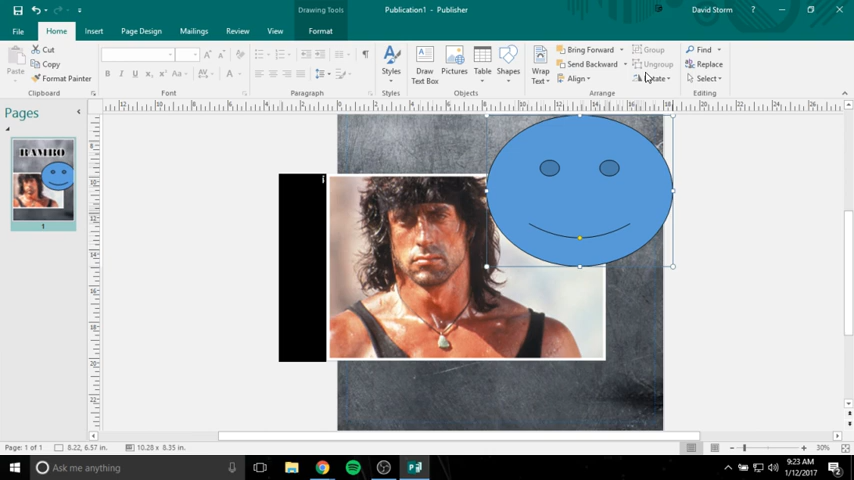 Drawing Tools
Publication1 - Publisher
David Storm
?
File
Home
Insert
Page Design
Mailings
Review
View
Format
Paste
Cut
Copy
Format Painter
Clipboard
B I U
Font
Paragraph
Styles
Styles
Draw
Text Box
Pictures
Table
Shapes
Objects
Wrap
Text
Bring Forward
Send Backward
Align
Group
Ungroup
Arrange
Find
Replace
Select
Editing
Pages
RAMBO
1
Page: 1 of 1
8.22, 6.57 in.
10.28 x 8.35 in.
30%
Ask me anything
9:23 AM
1/12/2017